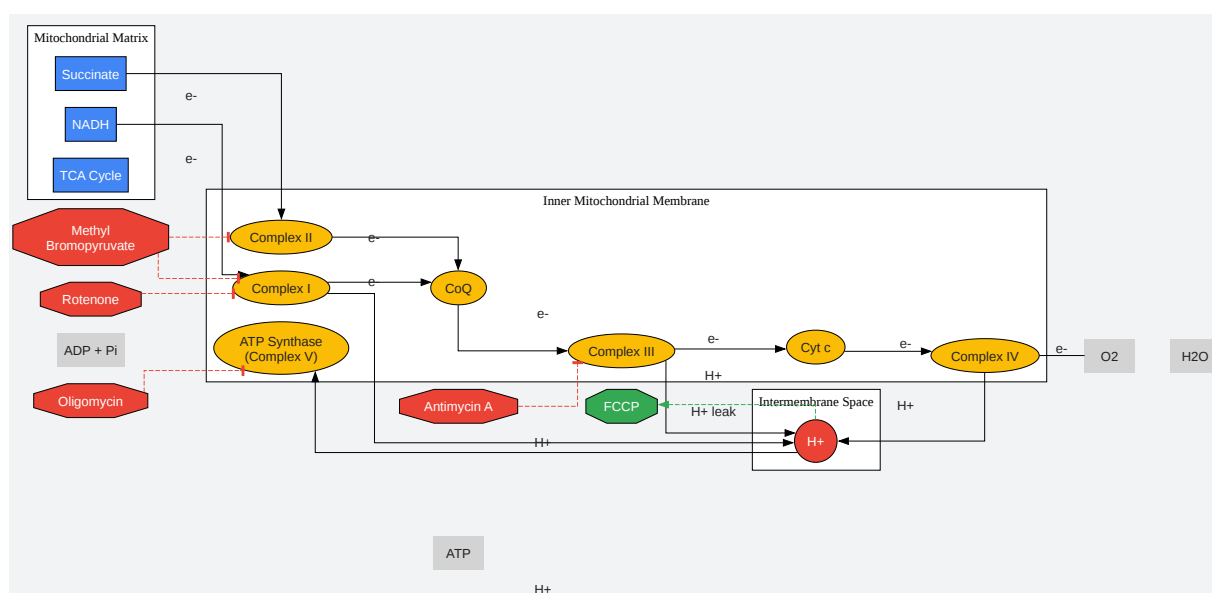 Mitochondrial Matrix
Succinate
e-
NADH
e-
TCA Cycle
Inner Mitochondrial Membrane
Methyl
Bromopyruvate
Complex II
e-
Complex I
e-
CoQ
Rotenone
e-
ADP + Pi
ATP Synthase
(Complex V)
Complex III
e-
Cyt c
e-
Complex IV
e-
O2
H2O
H+
Oligomycin
Antimycin A
FCCP
H+ leak
Intermembrane Space
H+
H+
H+
ATP
H+